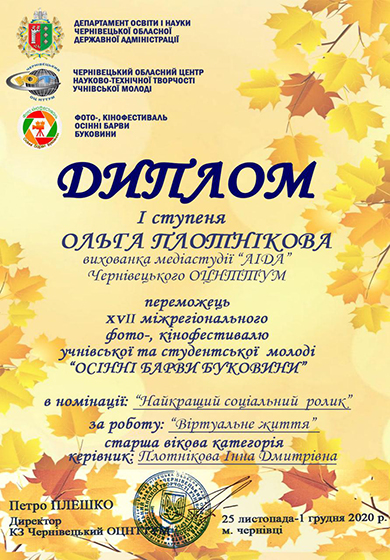 ДЕПАРТАМЕНТ ОСВІТИ І НАУКИ
ЧЕРНІВЕЦЬКОЇ ОБЛАСНОЇ
ДЕРЖАВНОЇ АДМІНІСТРАЦІЇ
ЧЕРНІВЕЦЬКИЙ ОБЛАСНИЙ ЦЕНТР
НАУКОВО-ТЕХНІЧНОЇ ТВОРЧОСТІ
УЧНІВСЬКОЇ МОЛОДІ
ФОТО-, КІНОФЕСТИВАЛЬ
ОСІННІ БАРВИ
БУКОВИНИ
ДИПЛОМ
І ступеня
ОЛЬГА ПЛОТНІКОВА
вихованка медіастудії "АІДА"
Чернівецького ОЦНТТУМ
переможець
XVII міжрегіонального
фото-, кінофестивалю
учнівської та студентської молоді
"ОСІННІ БАРВИ БУКОВИНИ"
в номінації: "Найкращий соціальний ролик"
за роботу: "Віртуальне життя"
старша вікова категорія
керівник: Плотнікова Інна Дмитрівна
Петро ПЛЕШКО
Директор
КЗ Чернівецький ОЦНТТУМ
25 листопада-1 грудня 2020 р.
м. чернівці